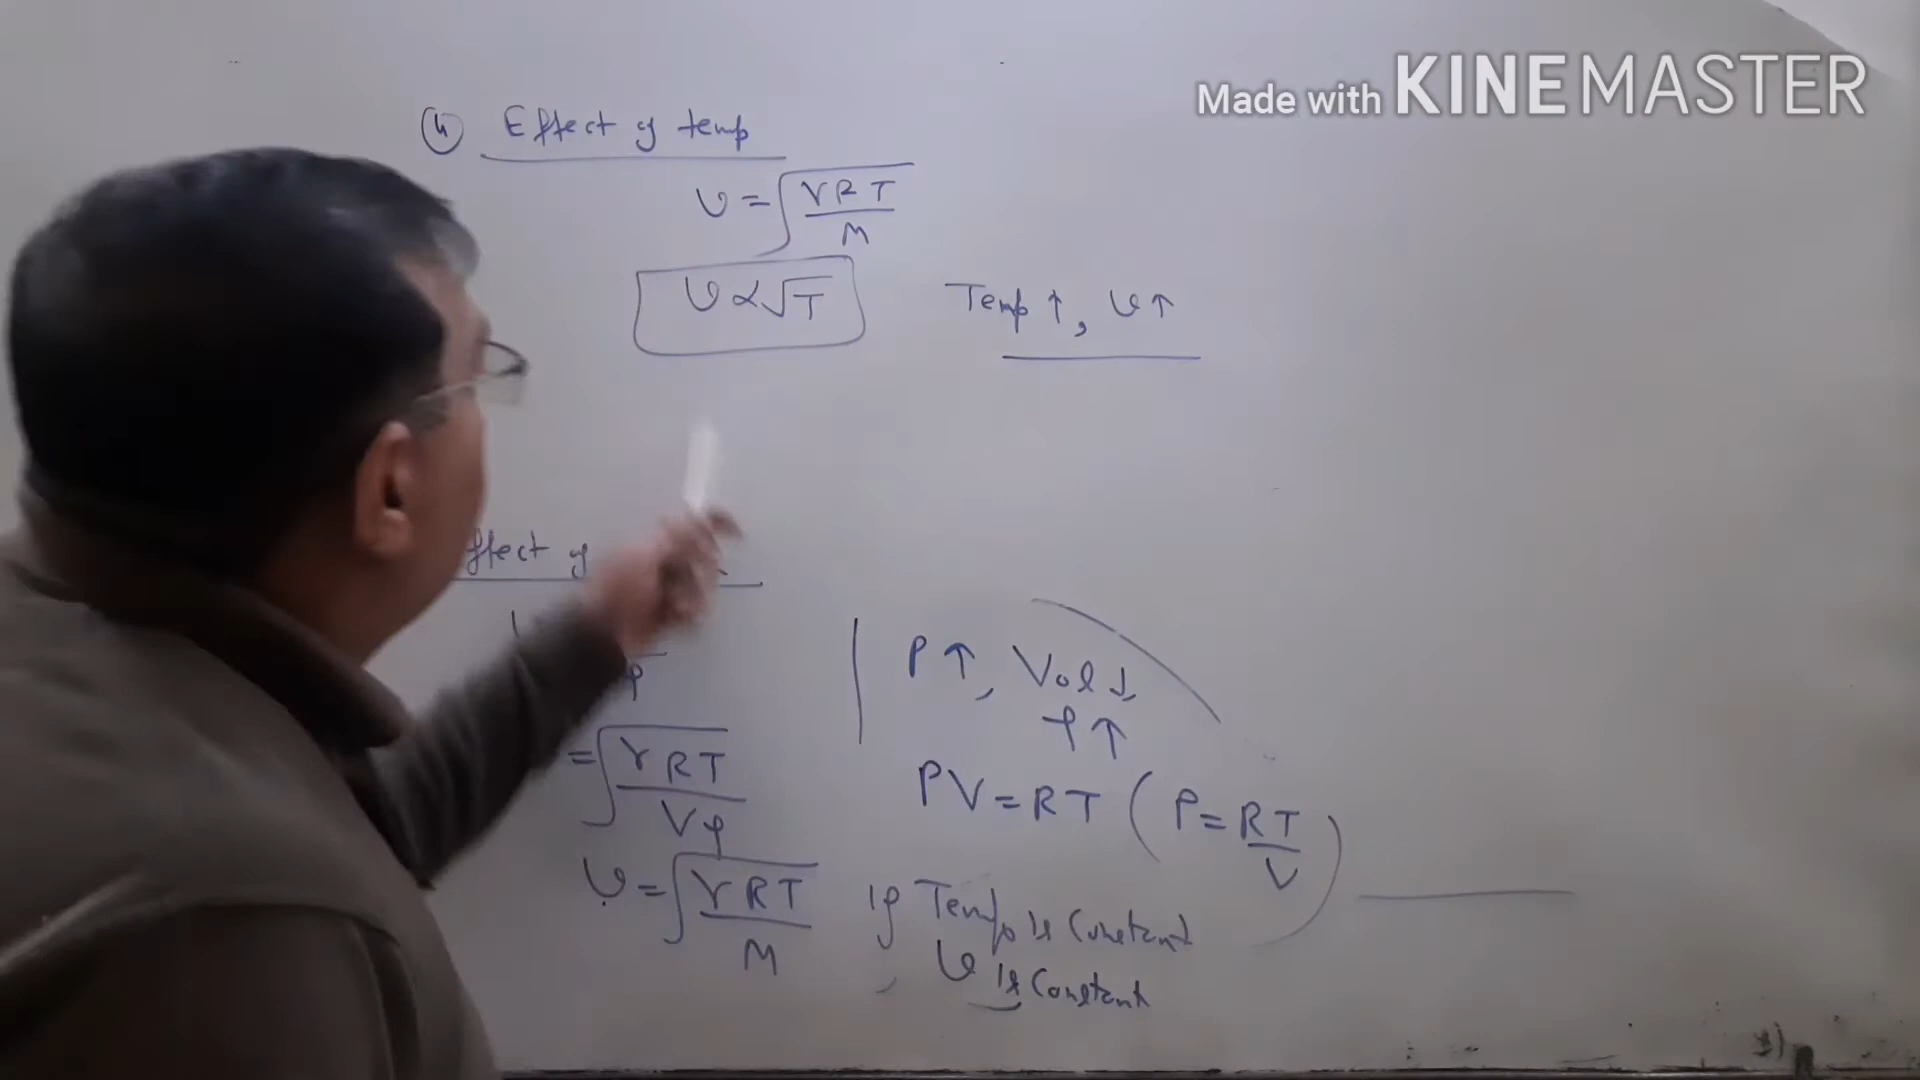 Made with KINEMASTER
(4) Effect of temp
v = √(γRT/M)
v ∝ √T
Temp ↑, v ↑
ffect of
P ↑, Vol ↓
ρ ↑
= √(γRT/Vρ)
PV = RT (P = RT/V)
v = √(γRT/M)
if Temp is Constant
v is Constant